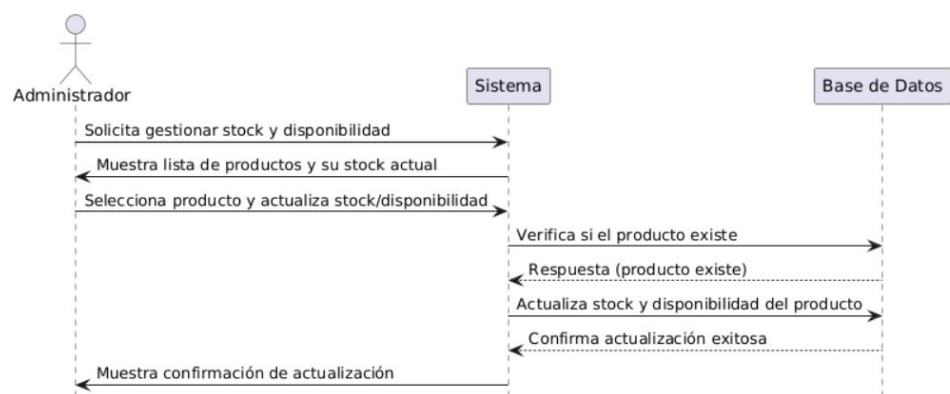 Administrador
Sistema
Base de Datos
Solicita gestionar stock y disponibilidad
Muestra lista de productos y su stock actual
Selecciona producto y actualiza stock/disponibilidad
Verifica si el producto existe
Respuesta (producto existe)
Actualiza stock y disponibilidad del producto
Confirma actualización exitosa
Muestra confirmación de actualización